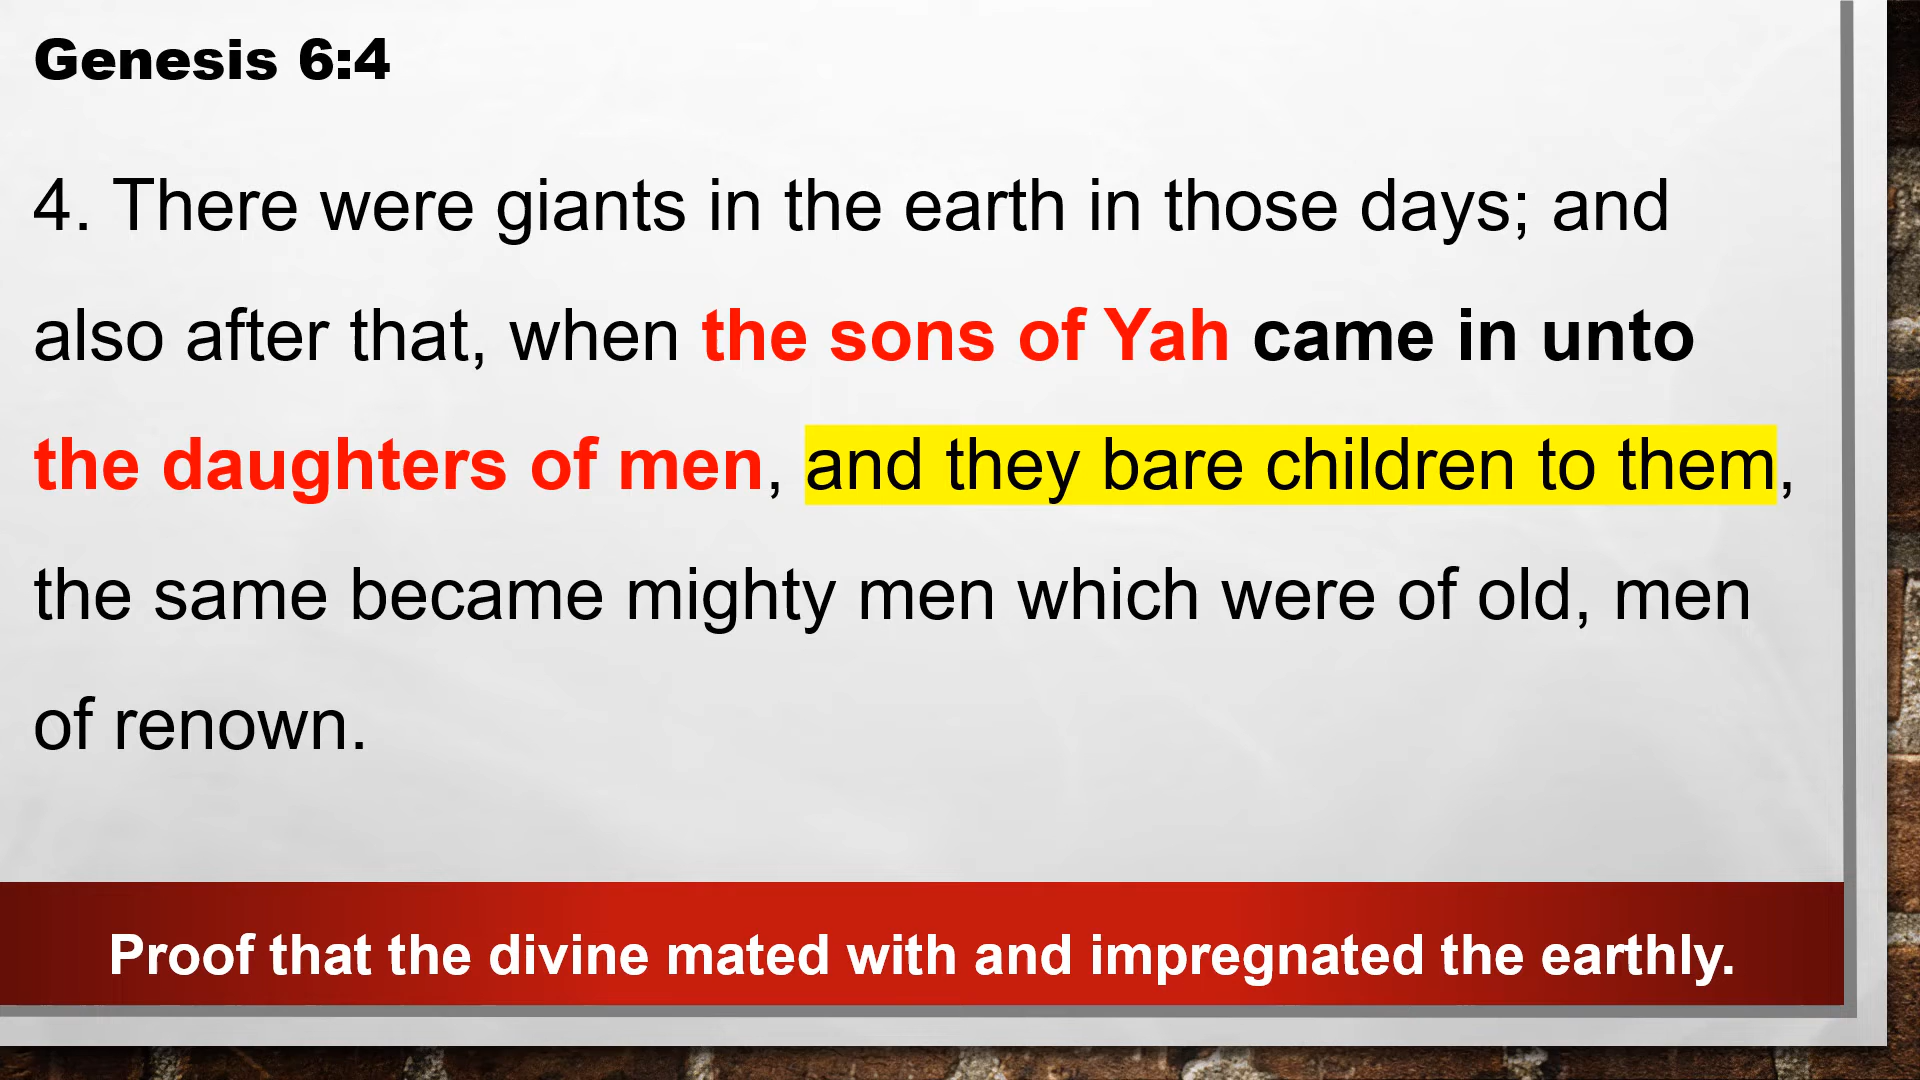 Genesis 6:4
4. There were giants in the earth in those days; and
also after that, when the sons of Yah came in unto
the daughters of men, and they bare children to them,
the same became mighty men which were of old, men
of renown.
Proof that the divine mated with and impregnated the earthly.